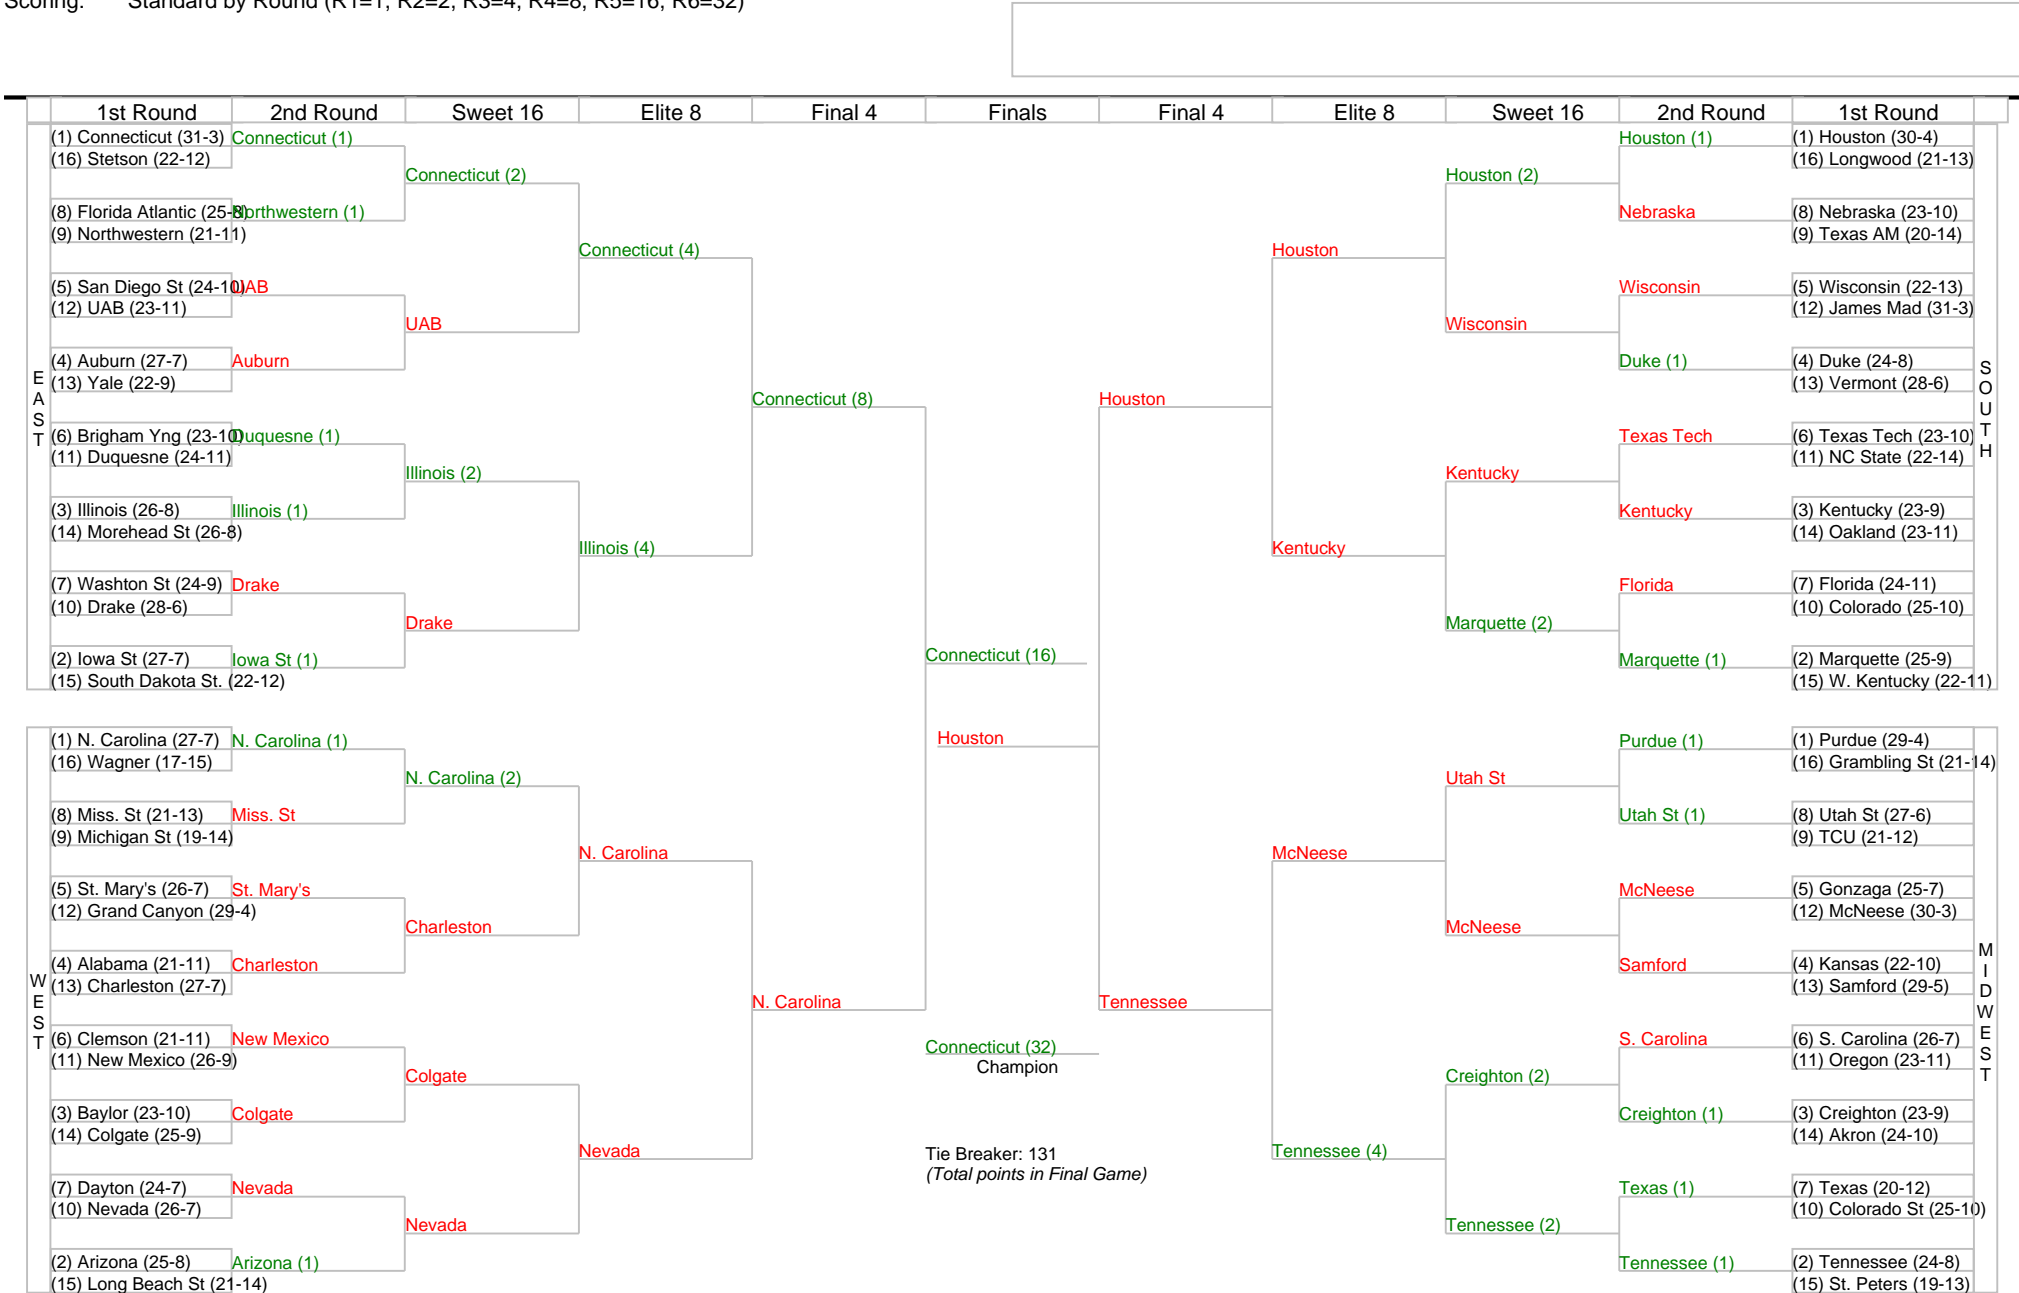 Scoring: Standard by Round (R1=1, R2=2, R3=4, R4=8, R5=16, R6=32)
1st Round 2nd Round Sweet 16 Elite 8 Final 4 Finals Final 4 Elite 8 Sweet 16 2nd Round 1st Round
EAST
(1) Connecticut (31-3)
(16) Stetson (22-12)
(8) Florida Atlantic (25-8)
(9) Northwestern (21-11)
(5) San Diego St (24-10)
(12) UAB (23-11)
(4) Auburn (27-7)
(13) Yale (22-9)
(6) Brigham Yng (23-10)
(11) Duquesne (24-11)
(3) Illinois (26-8)
(14) Morehead St (26-8)
(7) Washton St (24-9)
(10) Drake (28-6)
(2) Iowa St (27-7)
(15) South Dakota St. (22-12)
Connecticut (1)
Northwestern (1)
UAB
Auburn
Duquesne (1)
Illinois (1)
Drake
Iowa St (1)
Connecticut (2)
UAB
Illinois (2)
Drake
Connecticut (4)
Illinois (4)
Connecticut (8)
WEST
(1) N. Carolina (27-7)
(16) Wagner (17-15)
(8) Miss. St (21-13)
(9) Michigan St (19-14)
(5) St. Mary's (26-7)
(12) Grand Canyon (29-4)
(4) Alabama (21-11)
(13) Charleston (27-7)
(6) Clemson (21-11)
(11) New Mexico (26-9)
(3) Baylor (23-10)
(14) Colgate (25-9)
(7) Dayton (24-7)
(10) Nevada (26-7)
(2) Arizona (25-8)
(15) Long Beach St (21-14)
N. Carolina (1)
Miss. St
St. Mary's
Charleston
New Mexico
Colgate
Nevada
Arizona (1)
N. Carolina (2)
Charleston
Colgate
Nevada
N. Carolina
Nevada
N. Carolina
Connecticut (16)
Houston
Connecticut (32)
Champion
Tie Breaker: 131
(Total points in Final Game)
Houston
Tennessee
Houston
Kentucky
Houston (2)
Wisconsin
Kentucky
Marquette (2)
Houston (1)
Nebraska
Wisconsin
Duke (1)
Texas Tech
Kentucky
Florida
Marquette (1)
(1) Houston (30-4)
(16) Longwood (21-13)
(8) Nebraska (23-10)
(9) Texas AM (20-14)
(5) Wisconsin (22-13)
(12) James Mad (31-3)
(4) Duke (24-8)
(13) Vermont (28-6)
(6) Texas Tech (23-10)
(11) NC State (22-14)
(3) Kentucky (23-9)
(14) Oakland (23-11)
(7) Florida (24-11)
(10) Colorado (25-10)
(2) Marquette (25-9)
(15) W. Kentucky (22-11)
SOUTH
McNeese
Tennessee (4)
Utah St
McNeese
Creighton (2)
Tennessee (2)
Purdue (1)
Utah St (1)
McNeese
Samford
S. Carolina
Creighton (1)
Texas (1)
Tennessee (1)
(1) Purdue (29-4)
(16) Grambling St (21-14)
(8) Utah St (27-6)
(9) TCU (21-12)
(5) Gonzaga (25-7)
(12) McNeese (30-3)
(4) Kansas (22-10)
(13) Samford (29-5)
(6) S. Carolina (26-7)
(11) Oregon (23-11)
(3) Creighton (23-9)
(14) Akron (24-10)
(7) Texas (20-12)
(10) Colorado St (25-10)
(2) Tennessee (24-8)
(15) St. Peters (19-13)
MIDWEST